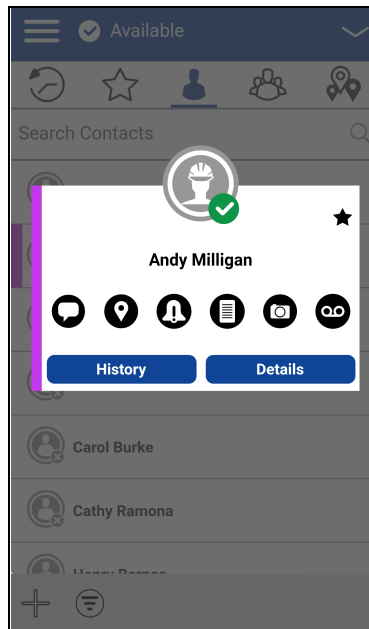 Available
Search Contacts
Andy Milligan
History
Details
Carol Burke
Cathy Ramona